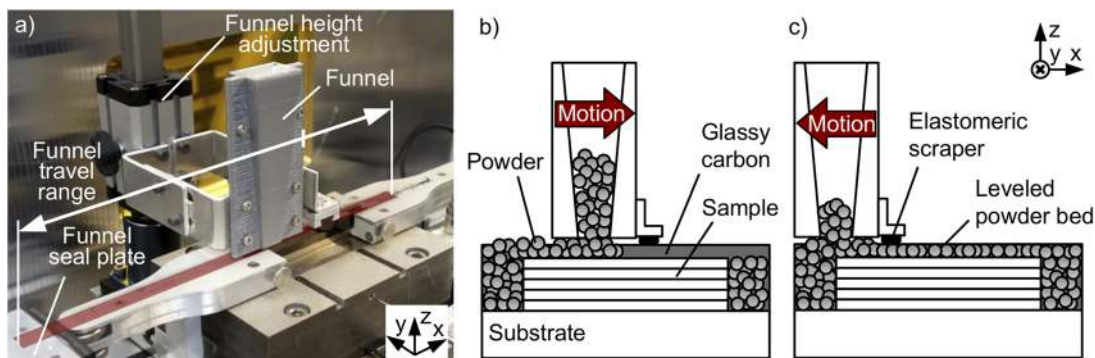 a)
Funnel height
adjustment
Funnel
Funnel
travel
range
Funnel
seal plate
y z x
b)
Motion
Powder
Glassy
carbon
Sample
Substrate
c)
z
y x
Motion
Elastomeric
scraper
Leveled
powder bed